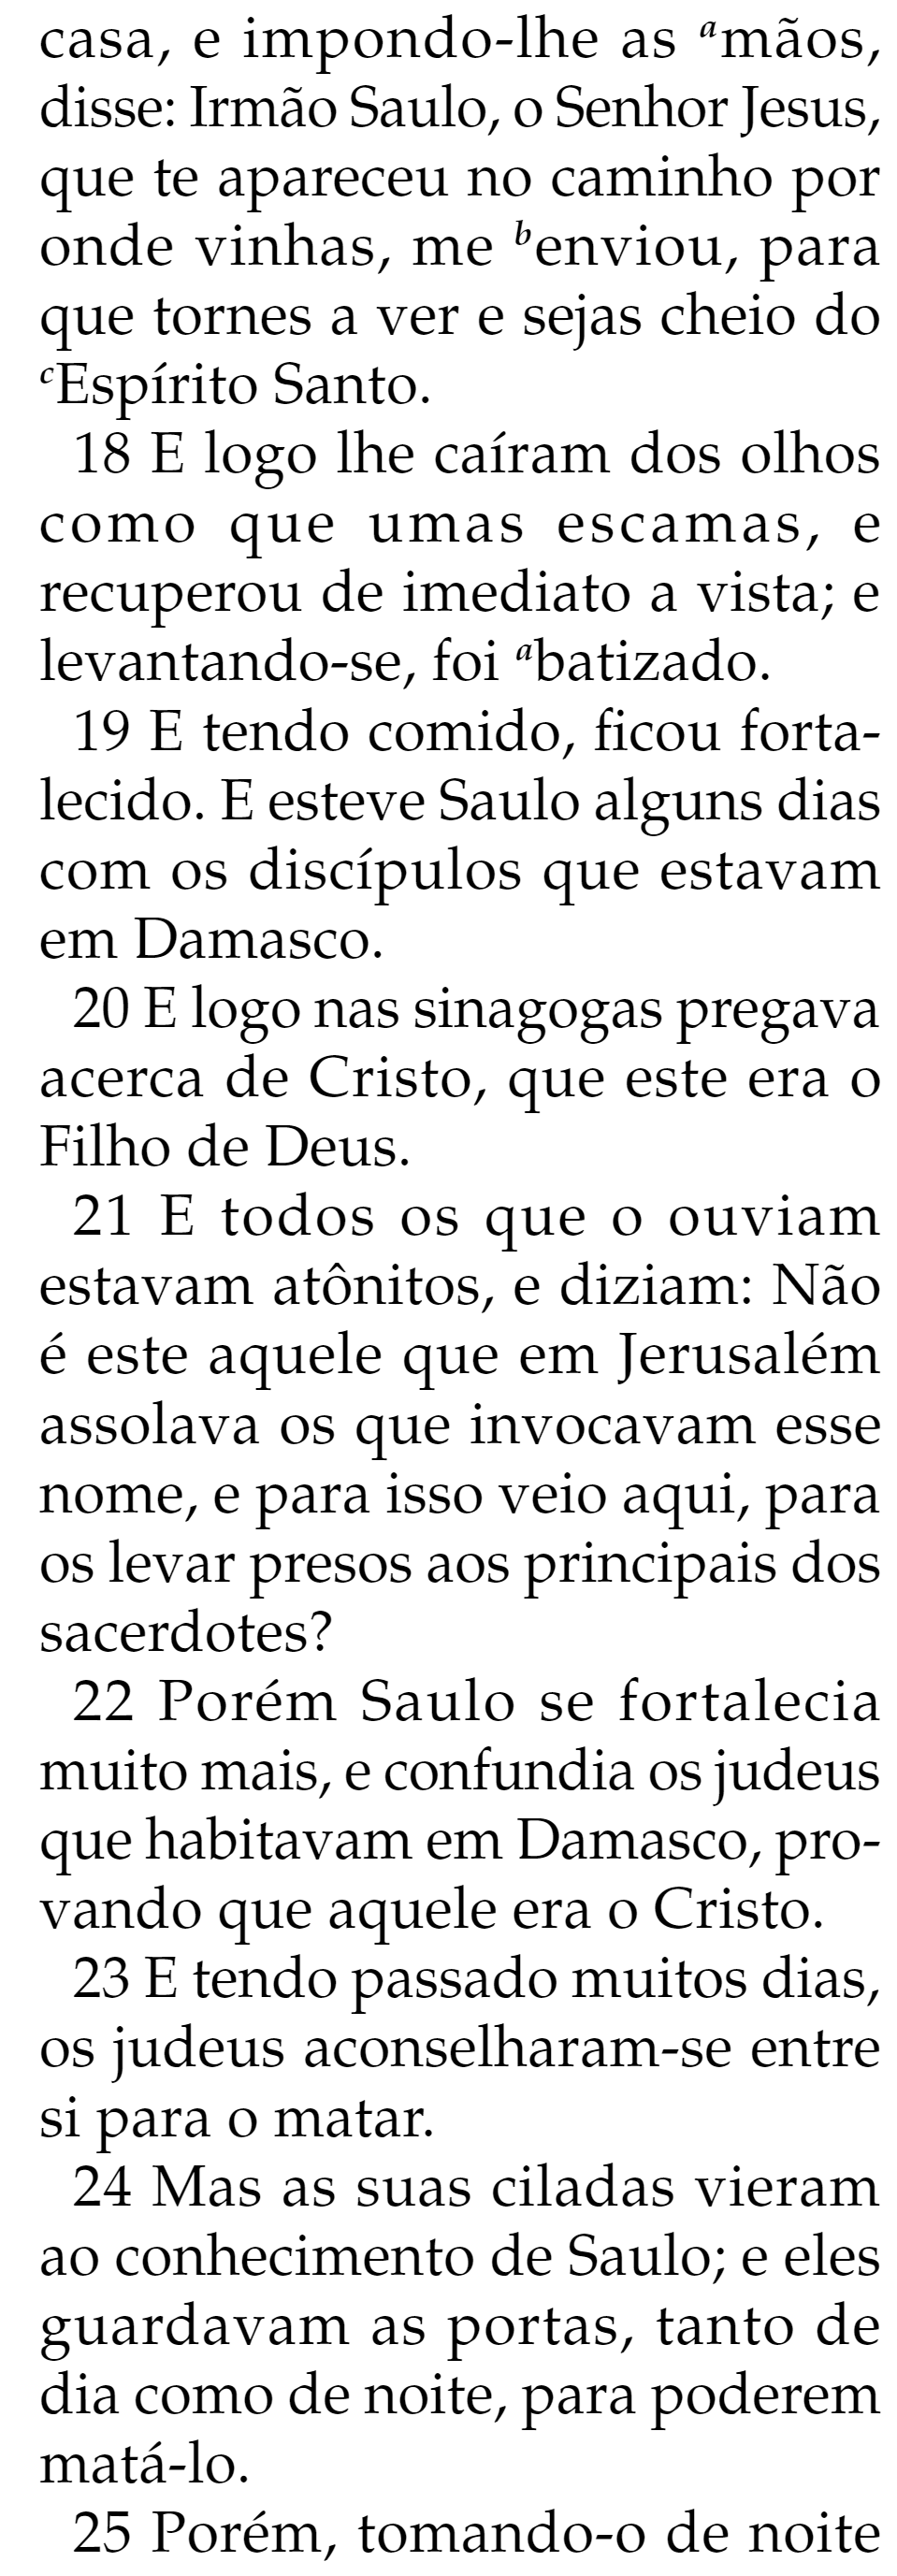 casa, e impondo-lhe as ᵃmãos,
disse: Irmão Saulo, o Senhor Jesus,
que te apareceu no caminho por
onde vinhas, me ᵇenviou, para
que tornes a ver e sejas cheio do
ᶜEspírito Santo.
18 E logo lhe caíram dos olhos
como que umas escamas, e
recuperou de imediato a vista; e
levantando-se, foi ᵃbatizado.
19 E tendo comido, ficou forta-
lecido. E esteve Saulo alguns dias
com os discípulos que estavam
em Damasco.
20 E logo nas sinagogas pregava
acerca de Cristo, que este era o
Filho de Deus.
21 E todos os que o ouviam
estavam atônitos, e diziam: Não
é este aquele que em Jerusalém
assolava os que invocavam esse
nome, e para isso veio aqui, para
os levar presos aos principais dos
sacerdotes?
22 Porém Saulo se fortalecia
muito mais, e confundia os judeus
que habitavam em Damasco, pro-
vando que aquele era o Cristo.
23 E tendo passado muitos dias,
os judeus aconselharam-se entre
si para o matar.
24 Mas as suas ciladas vieram
ao conhecimento de Saulo; e eles
guardavam as portas, tanto de
dia como de noite, para poderem
matá-lo.
25 Porém, tomando-o de noite